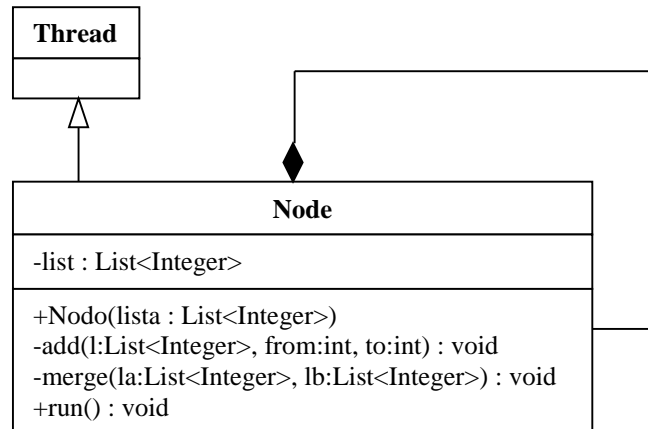 Thread
Node
-list : List<Integer>
+Nodo(lista : List<Integer>)
-add(l:List<Integer>, from:int, to:int) : void
-merge(la:List<Integer>, lb:List<Integer>) : void
+run() : void